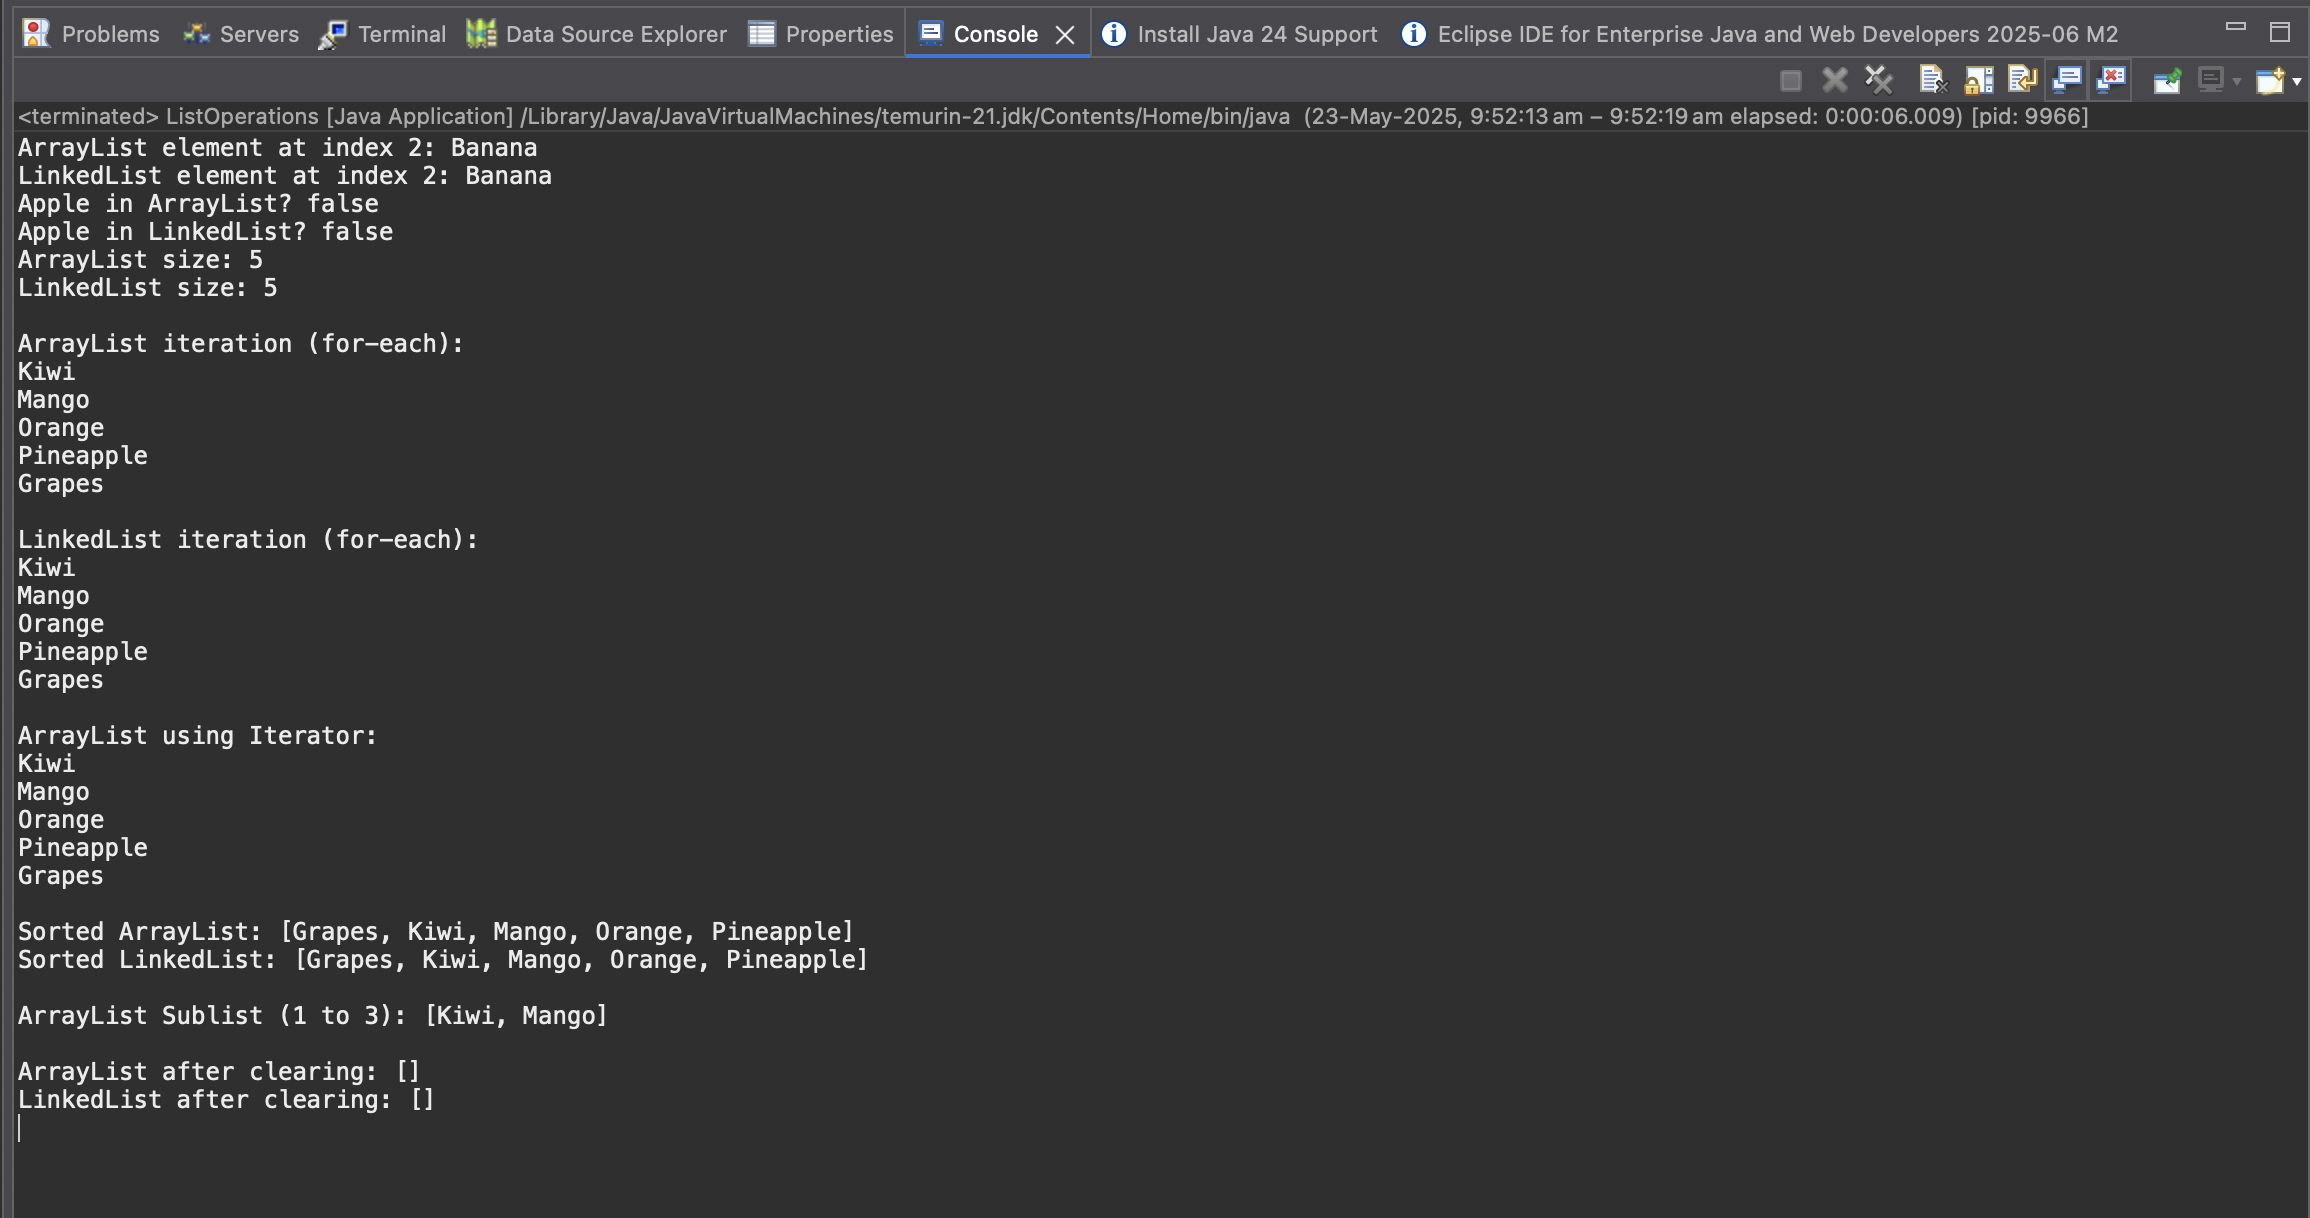 Problems Servers Terminal Data Source Explorer Properties Console Install Java 24 Support Eclipse IDE for Enterprise Java and Web Developers 2025-06 M2
<terminated> ListOperations [Java Application] /Library/Java/JavaVirtualMachines/temurin-21.jdk/Contents/Home/bin/java (23-May-2025, 9:52:13 am – 9:52:19 am elapsed: 0:00:06.009) [pid: 9966]
ArrayList element at index 2: Banana
LinkedList element at index 2: Banana
Apple in ArrayList? false
Apple in LinkedList? false
ArrayList size: 5
LinkedList size: 5
ArrayList iteration (for-each):
Kiwi
Mango
Orange
Pineapple
Grapes
LinkedList iteration (for-each):
Kiwi
Mango
Orange
Pineapple
Grapes
ArrayList using Iterator:
Kiwi
Mango
Orange
Pineapple
Grapes
Sorted ArrayList: [Grapes, Kiwi, Mango, Orange, Pineapple]
Sorted LinkedList: [Grapes, Kiwi, Mango, Orange, Pineapple]
ArrayList Sublist (1 to 3): [Kiwi, Mango]
ArrayList after clearing: []
LinkedList after clearing: []